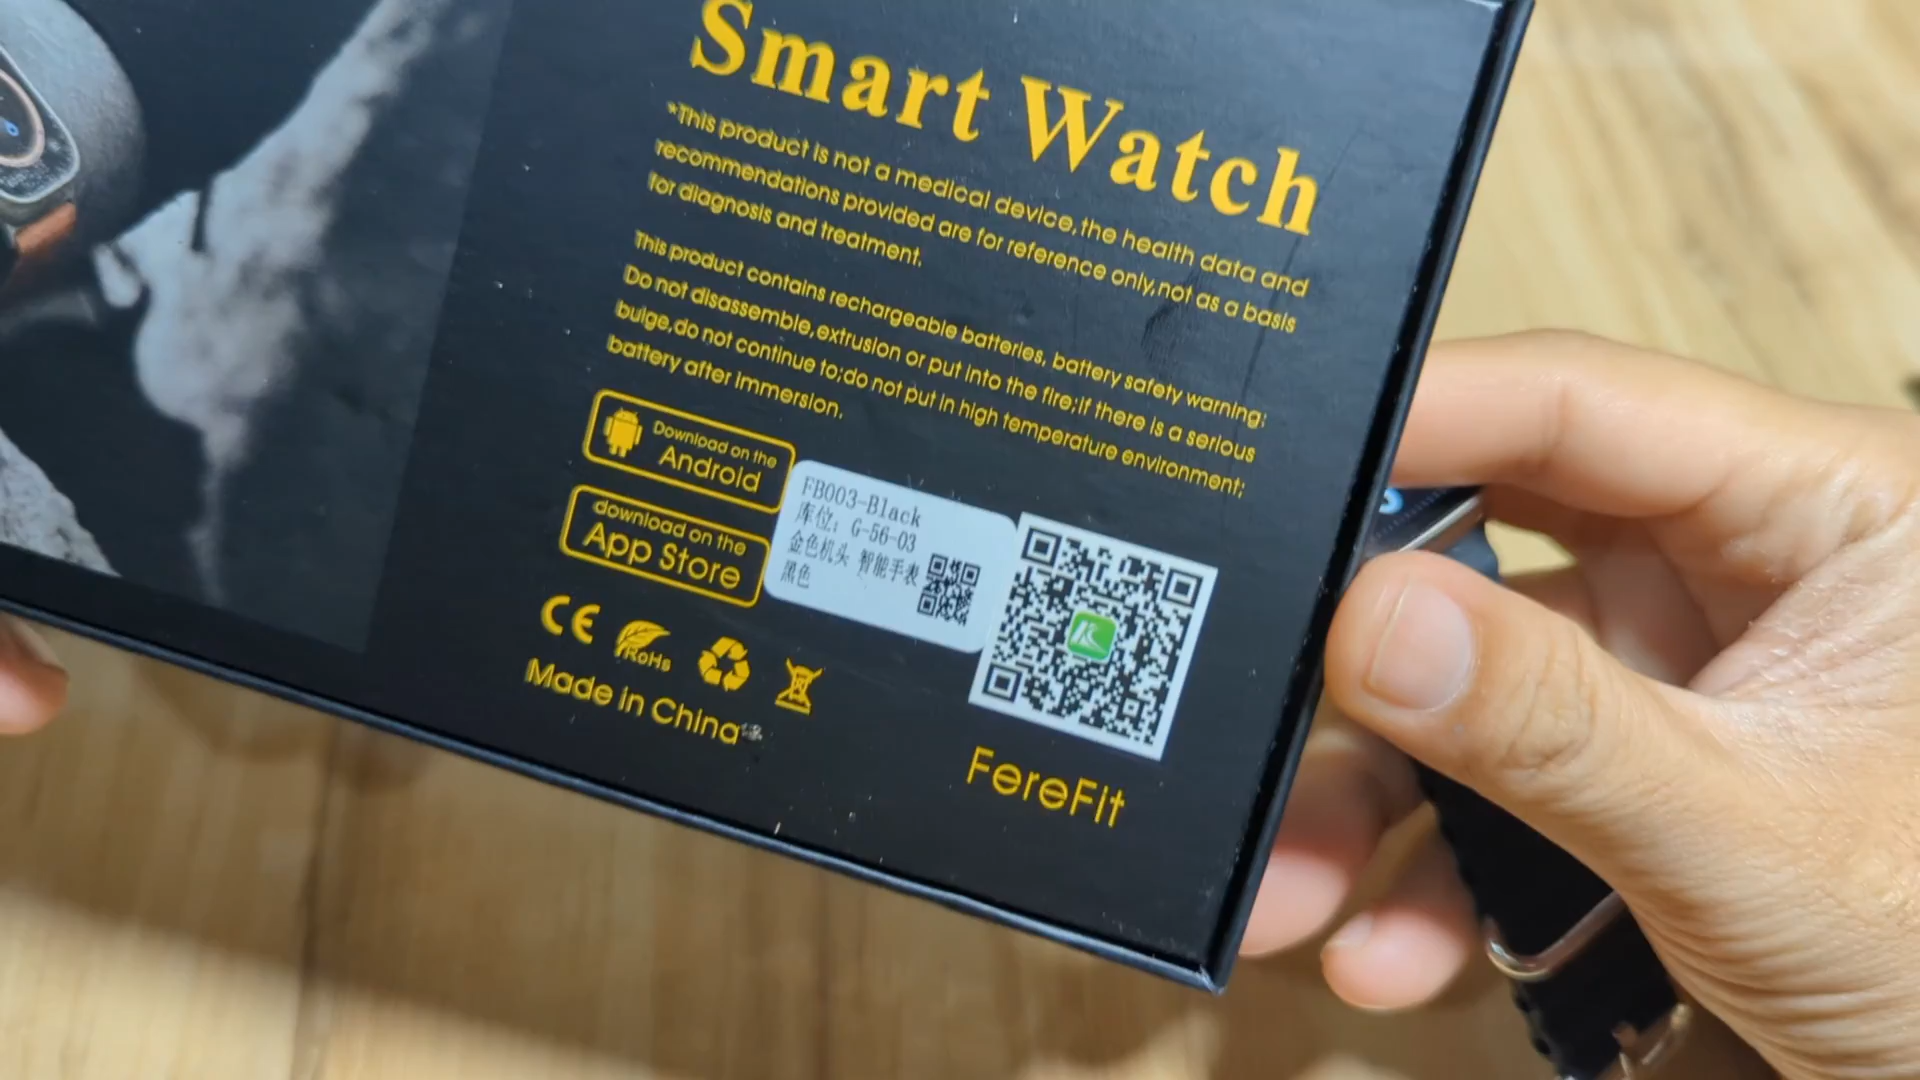 Smart Watch
*This product is not a medical device,the health data and
recommendations provided are for reference only,not as a basis
for diagnosis and treatment.
This product contains rechargeable batteries, battery safety warning:
Do not disassemble,extrusion or put into the fire;if there is a serious
bulge,do not continue to;do not put in high temperature environment;
battery after immersion.
Download on the
Android
download on the
App Store
FB003-Black
库位: G-56-03
金色机头 智能手表
黑色
CE
RoHS
Made in China
FereFit